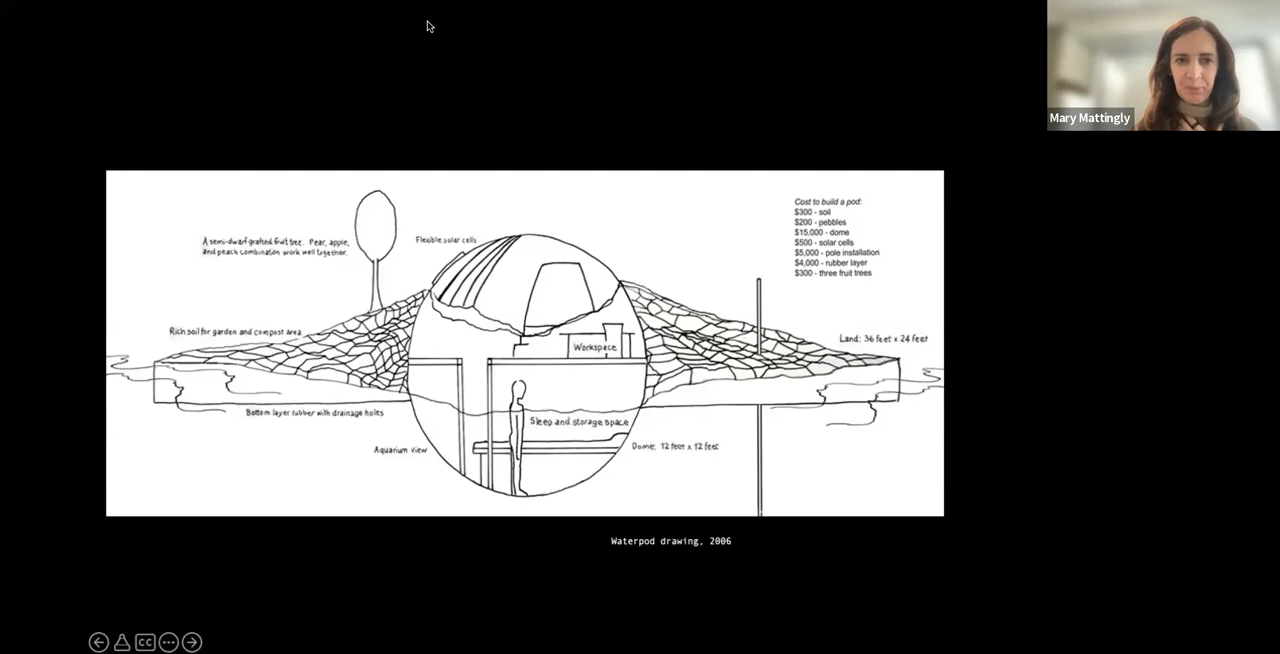 Mary Mattingly
Cost to build a pod:
$300 - soil
$200 - pebbles
$15,000 - dome
$500 - solar cells
$5,000 - pole installation
$4,000 - rubber layer
$300 - three fruit trees
A semi-dwarf grafted fruit tree. Pear, apple,
and peach combination work well together.
Flexible solar cells
Rich soil for garden and compost area
Workspace
Land: 36 feet x 24 feet
Bottom layer rubber with drainage holes
Sleep and storage space
Aquarium view
Dome: 12 feet x 12 feet
Waterpod drawing, 2006
CC